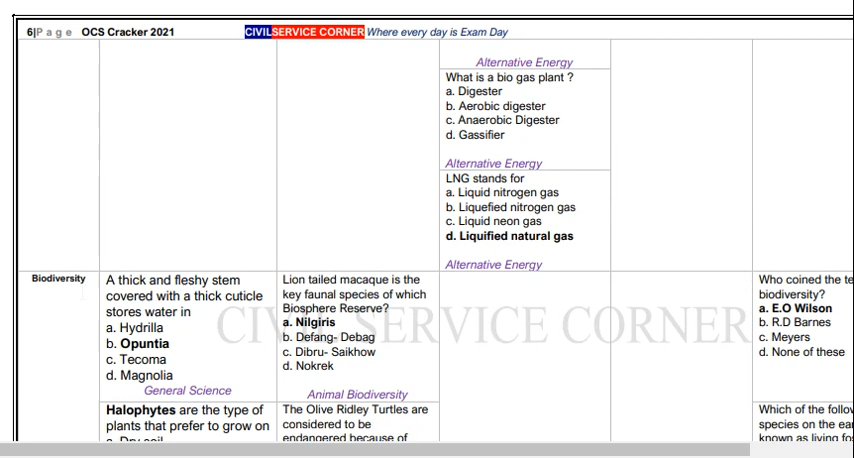 6|P a g e OCS Cracker 2021 CIVILSERVICE CORNER Where every day is Exam Day
Alternative Energy
What is a bio gas plant ?
a. Digester
b. Aerobic digester
c. Anaerobic Digester
d. Gassifier
Alternative Energy
LNG stands for
a. Liquid nitrogen gas
b. Liquefied nitrogen gas
c. Liquid neon gas
d. Liquified natural gas
Alternative Energy
Biodiversity
A thick and fleshy stem
covered with a thick cuticle
stores water in
a. Hydrilla
b. Opuntia
c. Tecoma
d. Magnolia
General Science
Halophytes are the type of
plants that prefer to grow on
a. Dry soil
Lion tailed macaque is the
key faunal species of which
Biosphere Reserve?
a. Nilgiris
b. Defang- Debag
c. Dibru- Saikhow
d. Nokrek
Animal Biodiversity
The Olive Ridley Turtles are
considered to be
endangered because of
Who coined the te
biodiversity?
a. E.O Wilson
b. R.D Barnes
c. Meyers
d. None of these
Which of the follow
species on the ear
known as living fos
CIVIL SERVICE CORNER